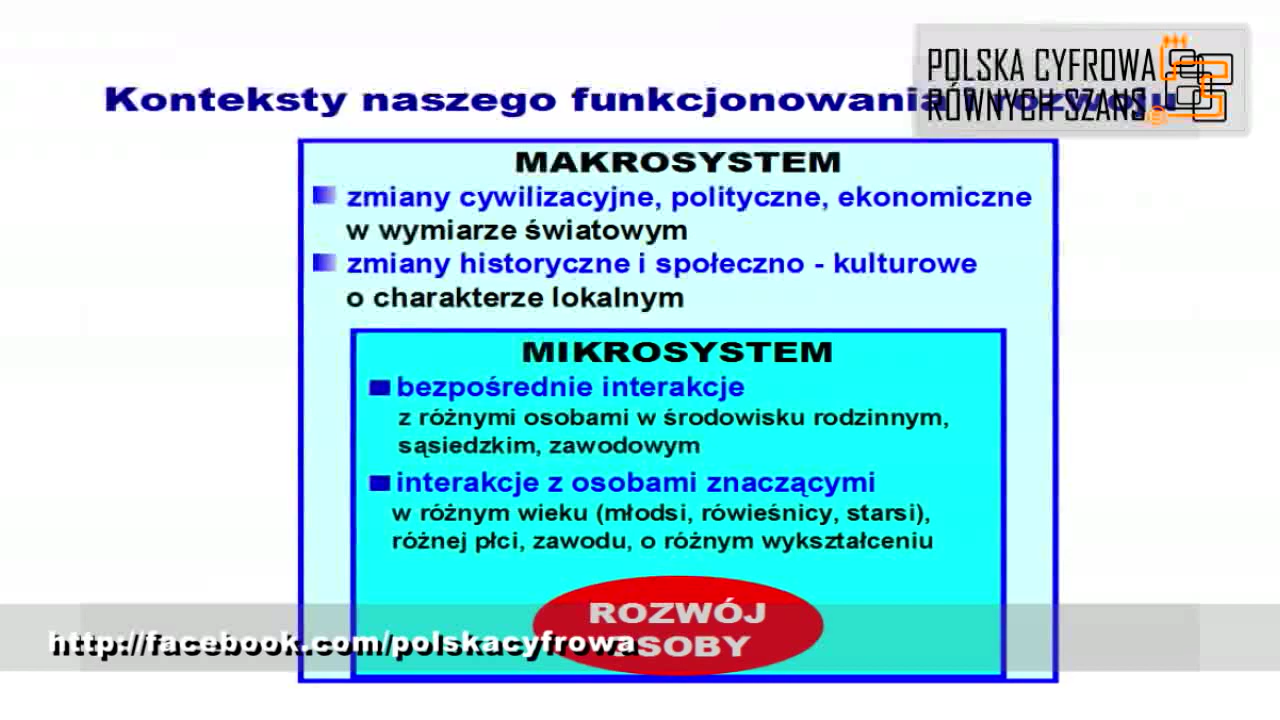 POLSKA CYFROWA
RÓWNYCH SZANS
Konteksty naszego funkcjonowania i rozwoju
MAKROSYSTEM
zmiany cywilizacyjne, polityczne, ekonomiczne
w wymiarze światowym
zmiany historyczne i społeczno - kulturowe
o charakterze lokalnym
MIKROSYSTEM
bezpośrednie interakcje
z różnymi osobami w środowisku rodzinnym,
sąsiedzkim, zawodowym
interakcje z osobami znaczącymi
w różnym wieku (młodsi, rówieśnicy, starsi),
różnej płci, zawodu, o różnym wykształceniu
ROZWÓJ
OSOBY
http://facebook.com/polskacyfrowa